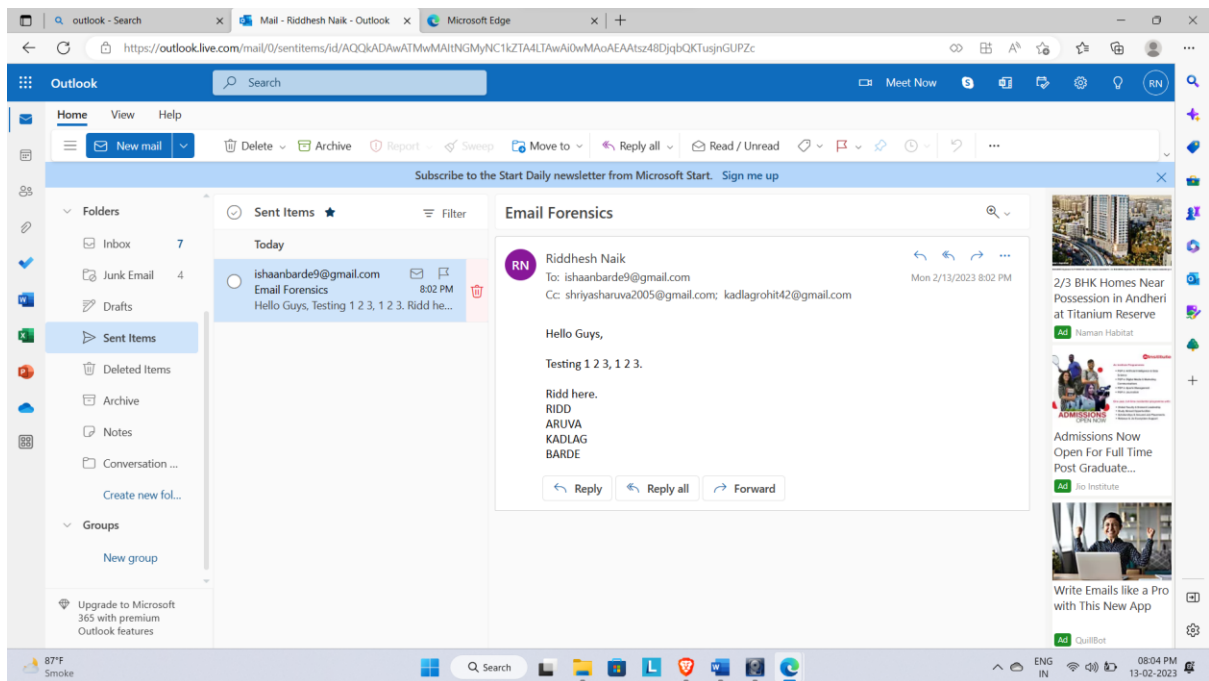 outlook - Search
Mail - Riddhesh Naik - Outlook
Microsoft Edge
https://outlook.live.com/mail/0/sentitems/id/AQQkADAwATMwMAItNGMyNC1kZTA4LTAwAi0wMAoAEAAtsz48DjqbQKTusjnGUPZc
Outlook
Search
Meet Now
RN
Home View Help
New mail
Delete Archive Report Sweep Move to Reply all Read / Unread
Subscribe to the Start Daily newsletter from Microsoft Start. Sign me up
Folders
Inbox 7
Junk Email 4
Drafts
Sent Items
Deleted Items
Archive
Notes
Conversation ...
Create new fol...
Groups
New group
Upgrade to Microsoft
365 with premium
Outlook features
Sent Items
Filter
Today
ishaanbarde9@gmail.com
Email Forensics 8:02 PM
Hello Guys, Testing 1 2 3, 1 2 3. Ridd he...
Email Forensics
RN
Riddhesh Naik
To: ishaanbarde9@gmail.com
Mon 2/13/2023 8:02 PM
Cc: shriyasharuva2005@gmail.com; kadlagrohit42@gmail.com
Hello Guys,
Testing 1 2 3, 1 2 3.
Ridd here.
RIDD
ARUVA
KADLAG
BARDE
Reply
Reply all
Forward
2/3 BHK Homes Near
Possession in Andheri
at Titanium Reserve
Ad Naman Habitat
ADMISSIONS
OPEN NOW
Admissions Now
Open For Full Time
Post Graduate...
Ad Jio Institute
Write Emails like a Pro
with This New App
Ad QuillBot
87°F
Smoke
Search
ENG
IN
08:04 PM
13-02-2023